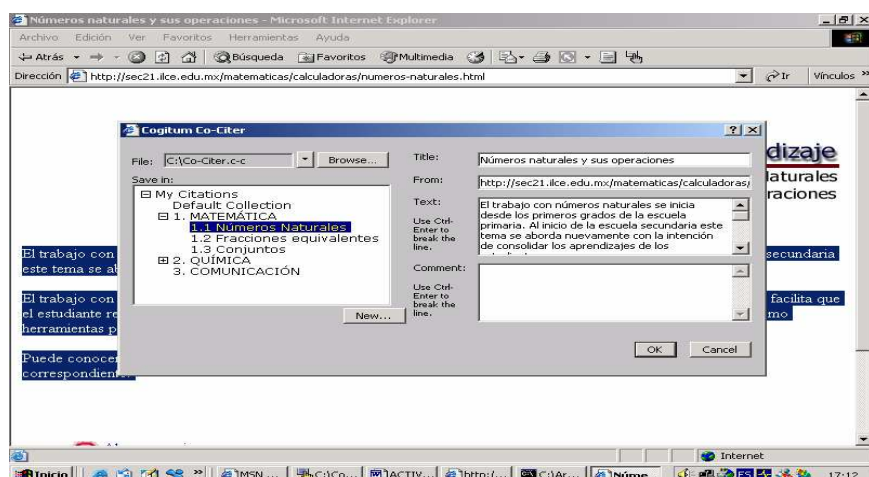 Números naturales y sus operaciones - Microsoft Internet Explorer
Archivo Edición Ver Favoritos Herramientas Ayuda
Atrás Búsqueda Favoritos Multimedia
Dirección http://sec21.ilce.edu.mx/matematicas/calculadoras/numeros-naturales.html Ir Vínculos »
dizaje
laturales
raciones
Cogitum Co-Citer
File: C:\Co-Citer.c-c Browse...
Save in:
My Citations
Default Collection
1. MATEMÁTICA
1.1 Números Naturales
1.2 Fracciones equivalentes
1.3 Conjuntos
2. QUÍMICA
3. COMUNICACIÓN
New...
Title: Números naturales y sus operaciones
From: http://sec21.ilce.edu.mx/matematicas/calculadoras/
Text:
Use Ctrl-
Enter to
break the
line.
El trabajo con números naturales se inicia
desde los primeros grados de la escuela
primaria. Al inicio de la escuela secundaria este
tema se aborda nuevamente con la intención
de consolidar los aprendizajes de los
Comment:
Use Ctrl-
Enter to
break the
line.
OK Cancel
El trabajo con secundaria
este tema se
El trabajo con facilita que
el estudiante mo
herramientas p
Puede conocer
correspondien
Internet
Inicio » MSN ... C:\Co... ACTIV... http:/... C:\Ar... Núme... ES 17:12